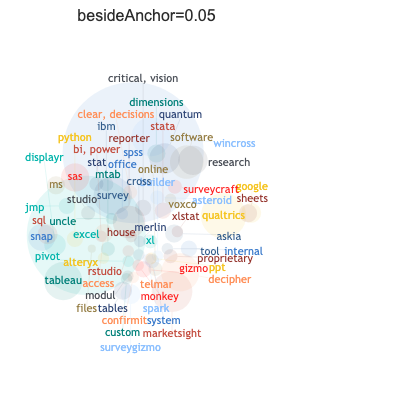 besideAnchor=0.05
critical, vision
dimensions
clear, decisions quantum
ibm stata
python reporter software
bi, power wincross
displayr stat spss research
office online
sas mtab
ms cross builder surveycraft google
studio survey asteroid sheets
jmp voxco
sql uncle xlstat qualtrics
snap excel house merlin askia
xl
pivot tool internal
alteryx proprietary
rstudio gizmo ppt
tableau access telmar decipher
modul monkey
files tables spark
confirmit system
custom marketsight
surveygizmo